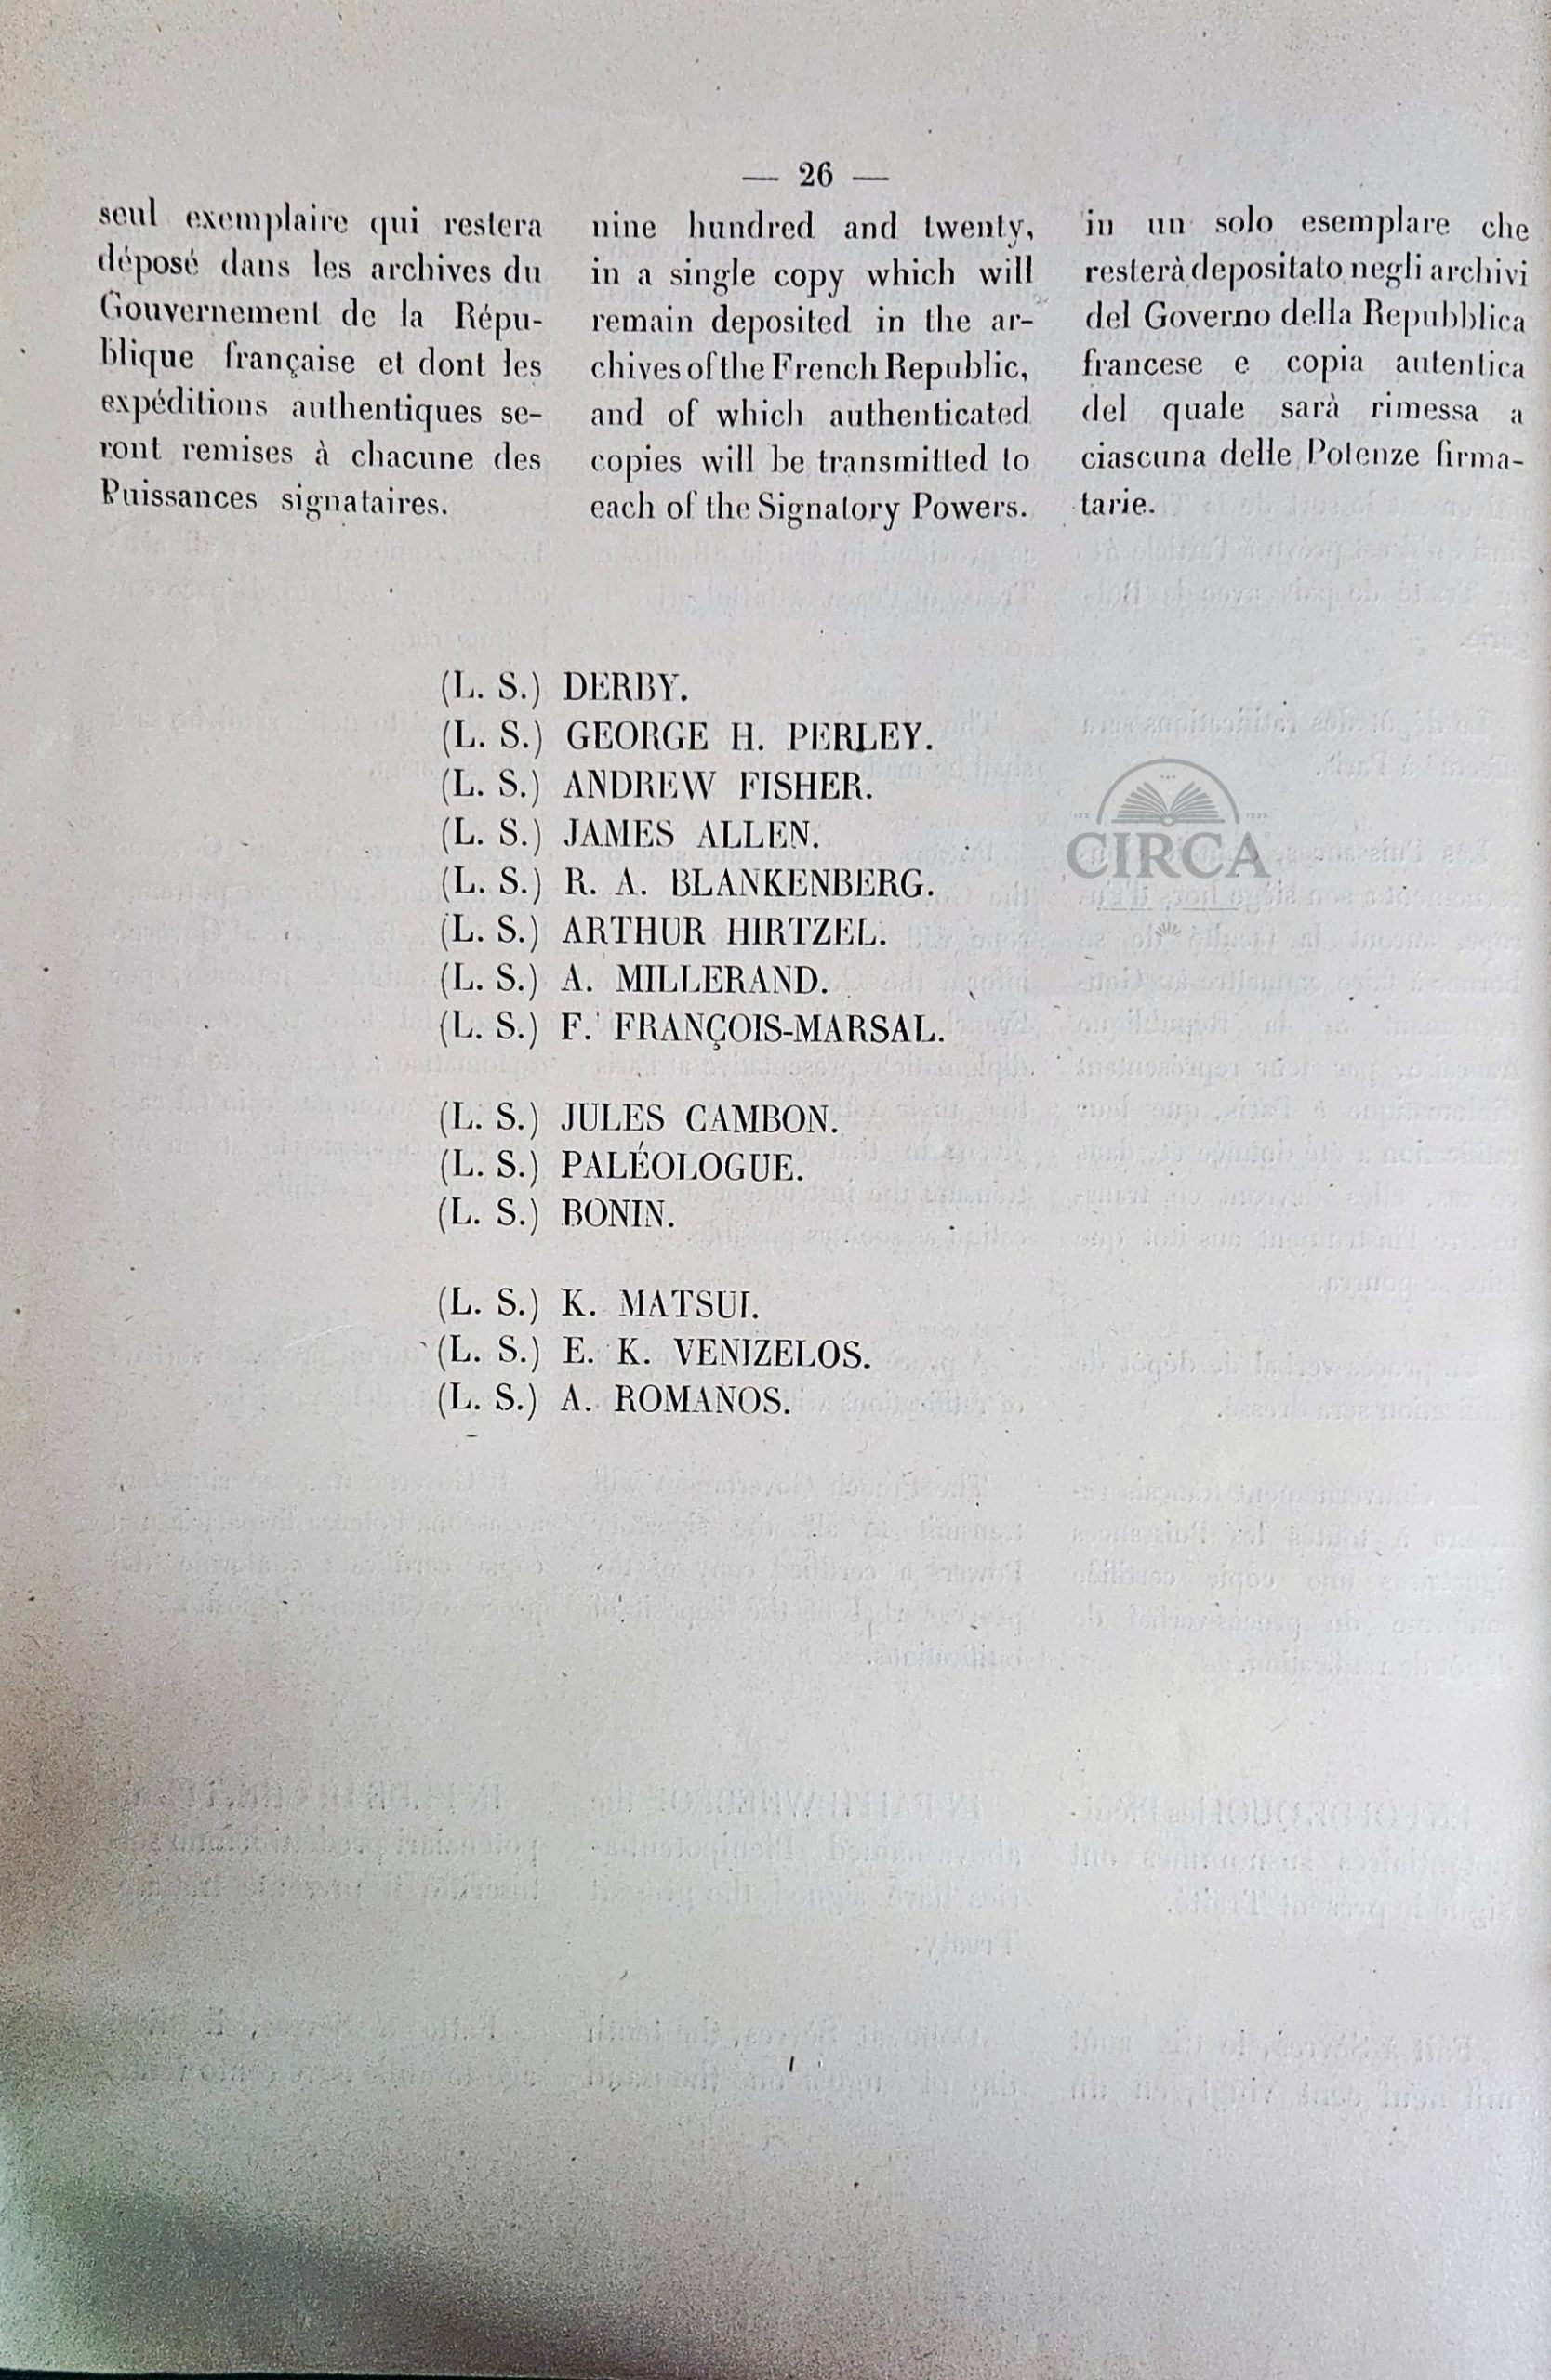 — 26 —
seul exemplaire qui restera
déposé dans les archives du
Gouvernement de la Répu-
blique française et dont les
expéditions authentiques se-
ront remises à chacune des
Puissances signataires.
nine hundred and twenty,
in a single copy which will
remain deposited in the ar-
chives of the French Republic,
and of which authenticated
copies will be transmitted to
each of the Signatory Powers.
in un solo esemplare che
resterà depositato negli archivi
del Governo della Repubblica
francese e copia autentica
del quale sarà rimessa a
ciascuna delle Potenze firma-
tarie.
(L. S.) DERBY.
(L. S.) GEORGE H. PERLEY.
(L. S.) ANDREW FISHER.
(L. S.) JAMES ALLEN.
(L. S.) R. A. BLANKENBERG.
(L. S.) ARTHUR HIRTZEL.
(L. S.) A. MILLERAND.
(L. S.) F. FRANÇOIS-MARSAL.
(L. S.) JULES CAMBON.
(L. S.) PALÉOLOGUE.
(L. S.) BONIN.
(L. S.) K. MATSUI.
(L. S.) E. K. VENIZELOS.
(L. S.) A. ROMANOS.
CIRCA